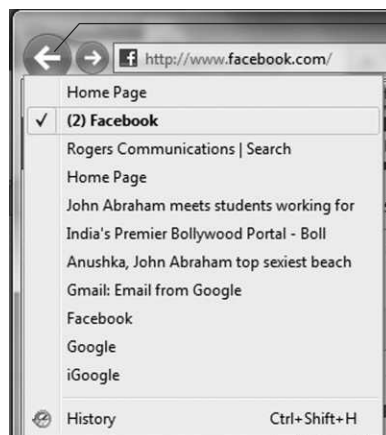 http://www.facebook.com/
Home Page
(2) Facebook
Rogers Communications | Search
Home Page
John Abraham meets students working for
India's Premier Bollywood Portal - Boll
Anushka, John Abraham top sexiest beach
Gmail: Email from Google
Facebook
Google
iGoogle
History Ctrl+Shift+H